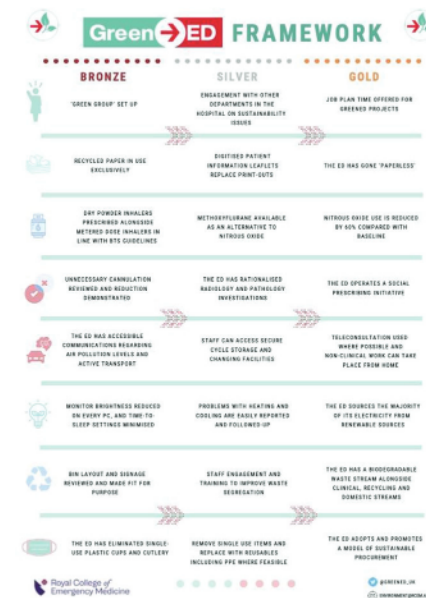 GreenED FRAMEWORK
BRONZE
SILVER
GOLD
'GREEN GROUP' SET UP
ENGAGEMENT WITH OTHER
DEPARTMENTS IN THE
HOSPITAL ON SUSTAINABILITY
ISSUES
JOB PLAN TIME OFFERED FOR
GREENED PROJECTS
RECYCLED PAPER IN USE
EXCLUSIVELY
DIGITISED PATIENT
INFORMATION LEAFLETS
REPLACE PRINT-OUTS
THE ED HAS GONE 'PAPERLESS'
DRY POWDER INHALERS
PRESCRIBED ALONGSIDE
METERED DOSE INHALERS IN
LINE WITH BTS GUIDELINES
METHOXYFLURANE AVAILABLE
AS AN ALTERNATIVE TO
NITROUS OXIDE
NITROUS OXIDE USE IS REDUCED
BY 60% COMPARED WITH
BASELINE
UNNECESSARY CANNULATION
REVIEWED AND REDUCTION
DEMONSTRATED
THE ED HAS RATIONALISED
RADIOLOGY AND PATHOLOGY
INVESTIGATIONS
THE ED OPERATES A SOCIAL
PRESCRIBING INITIATIVE
THE ED HAS ACCESSIBLE
COMMUNICATIONS REGARDING
AIR POLLUTION LEVELS AND
ACTIVE TRANSPORT
STAFF CAN ACCESS SECURE
CYCLE STORAGE AND
CHANGING FACILITIES
TELECONSULTATION USED
WHERE POSSIBLE AND
NON-CLINICAL WORK CAN TAKE
PLACE FROM HOME
MONITOR BRIGHTNESS REDUCED
ON EVERY PC, AND TIME-TO-
SLEEP SETTINGS MINIMISED
PROBLEMS WITH HEATING AND
COOLING ARE EASILY REPORTED
AND FOLLOWED-UP
THE ED SOURCES THE MAJORITY
OF ITS ELECTRICITY FROM
RENEWABLE SOURCES
BIN LAYOUT AND SIGNAGE
REVIEWED AND MADE FIT FOR
PURPOSE
STAFF ENGAGEMENT AND
TRAINING TO IMPROVE WASTE
SEGREGATION
THE ED HAS A BIODEGRADABLE
WASTE STREAM ALONGSIDE
CLINICAL, RECYCLING AND
DOMESTIC STREAMS
THE ED HAS ELIMINATED SINGLE-
USE PLASTIC CUPS AND CUTLERY
REMOVE SINGLE USE ITEMS AND
REPLACE WITH REUSABLES
INCLUDING PPE WHERE FEASIBLE
THE ED ADOPTS AND PROMOTES
A MODEL OF SUSTAINABLE
PROCUREMENT
Royal College of
Emergency Medicine
@GREENED_UK